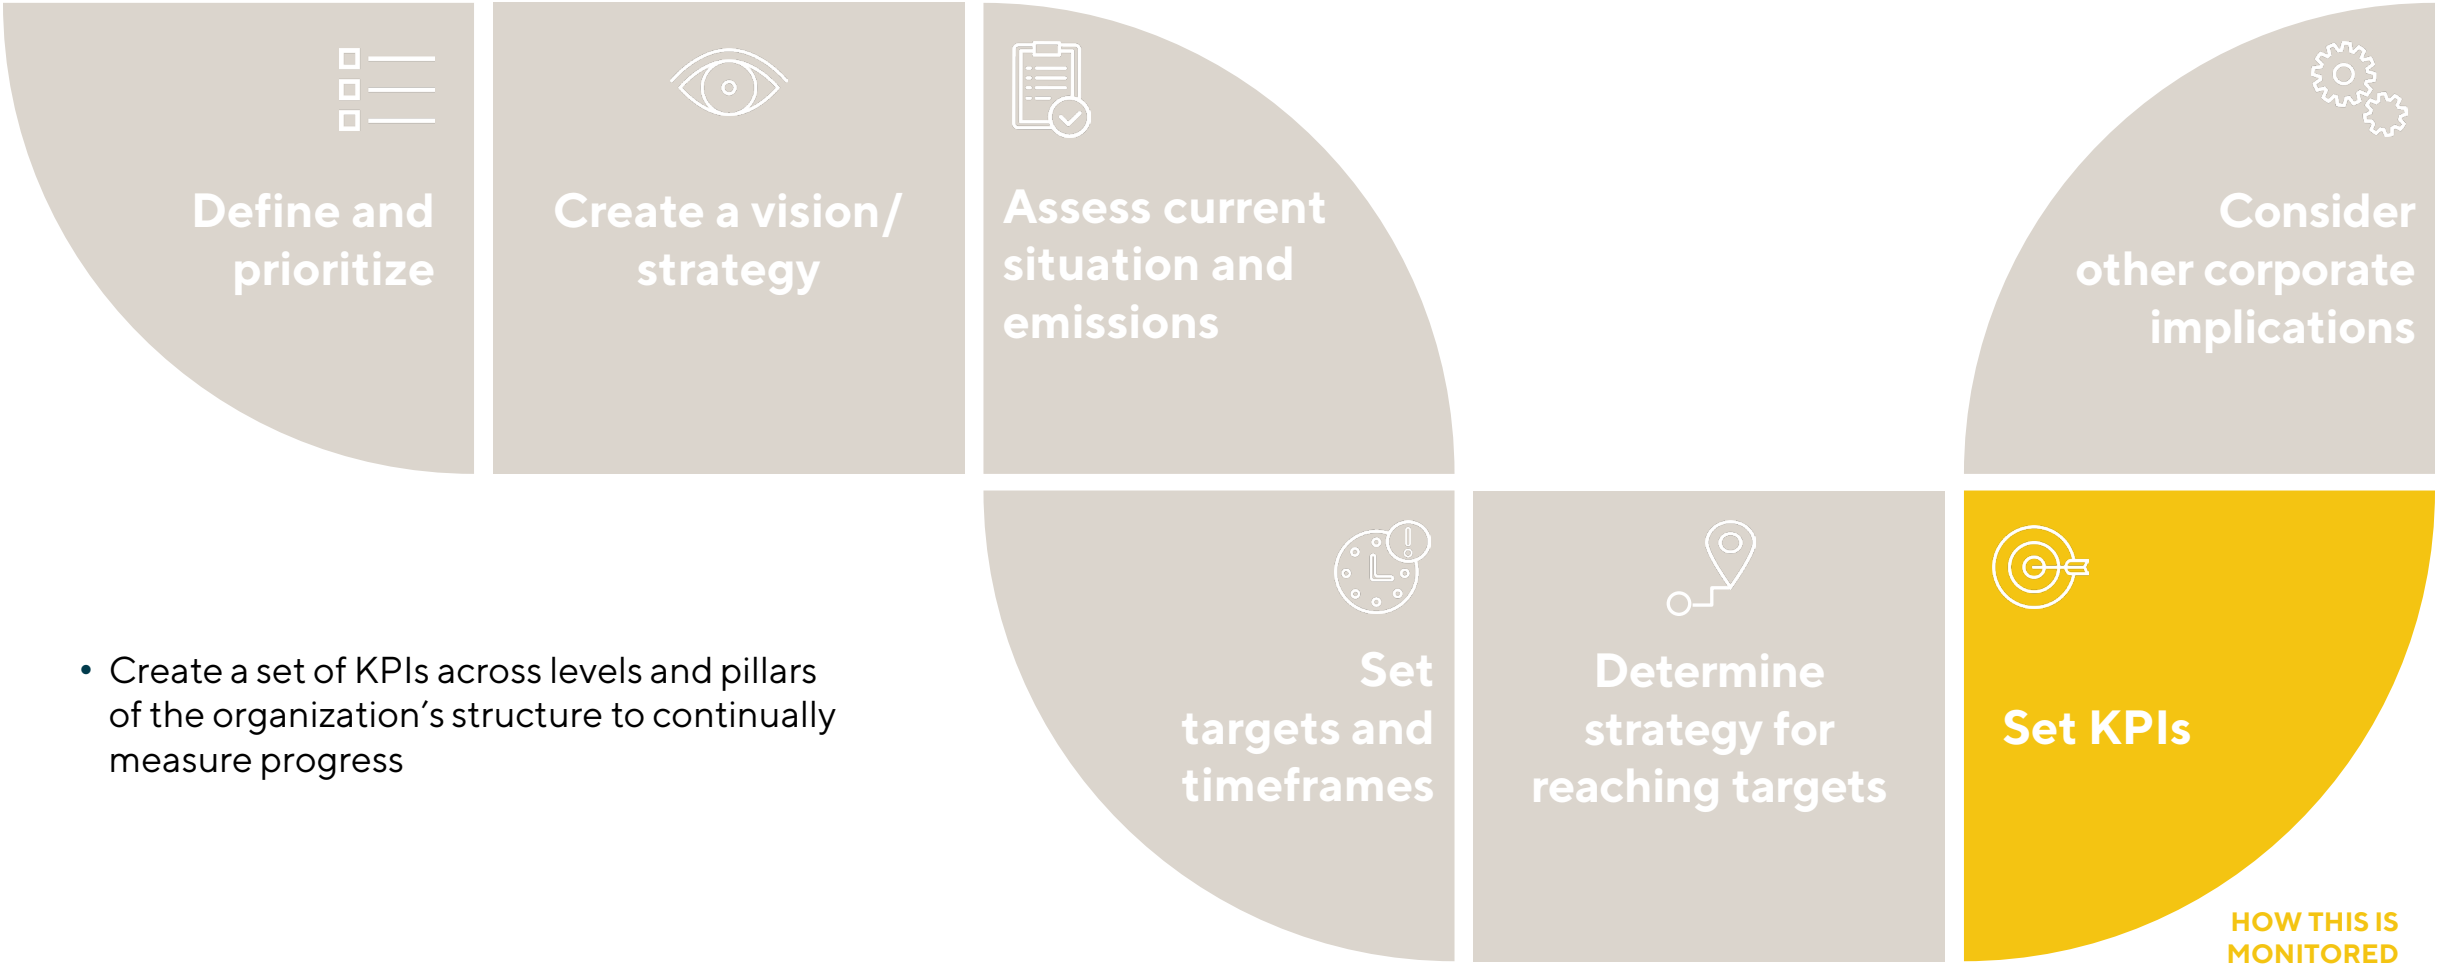 Define and
prioritize
Create a vision/
strategy
Assess current
situation and
emissions
Consider
other corporate
implications
• Create a set of KPIs across levels and pillars
of the organization’s structure to continually
measure progress
Set
targets and
timeframes
Determine
strategy for
reaching targets
Set KPIs
HOW THIS IS
MONITORED